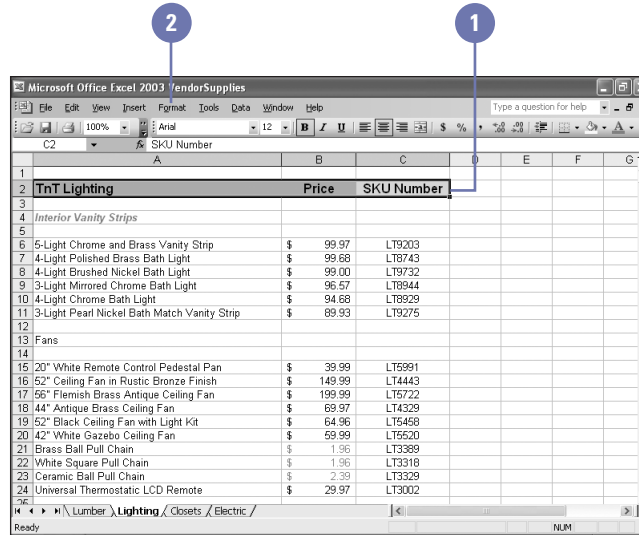 2 1
Microsoft Office Excel 2003 VendorSupplies
File Edit View Insert Format Tools Data Window Help Type a question for help
100% Arial 12 B I U $ % , A
C2 fx SKU Number
A B C D E F G
1
2 TnT Lighting Price SKU Number 1
3
4 Interior Vanity Strips
5
6 5-Light Chrome and Brass Vanity Strip $ 99.97 LT9203
7 4-Light Polished Brass Bath Light $ 99.68 LT8743
8 4-Light Brushed Nickel Bath Light $ 99.00 LT9732
9 3-Light Mirrored Chrome Bath Light $ 96.57 LT8944
10 4-Light Chrome Bath Light $ 94.68 LT8929
11 3-Light Pearl Nickel Bath Match Vanity Strip $ 89.93 LT9275
12
13 Fans
14
15 20" White Remote Control Pedestal Pan $ 39.99 LT5991
16 52" Ceiling Fan in Rustic Bronze Finish $ 149.99 LT4443
17 56" Flemish Brass Antique Ceiling Fan $ 199.99 LT5722
18 44" Antique Brass Ceiling Fan $ 69.97 LT4329
19 52" Black Ceiling Fan with Light Kit $ 64.96 LT5458
20 42" White Gazebo Ceiling Fan $ 59.99 LT5520
21 Brass Ball Pull Chain $ 1.96 LT3389
22 White Square Pull Chain $ 1.96 LT3318
23 Ceramic Ball Pull Chain $ 2.39 LT3329
24 Universal Thermostatic LCD Remote $ 29.97 LT3002
Lumber Lighting Closets Electric
Ready NUM